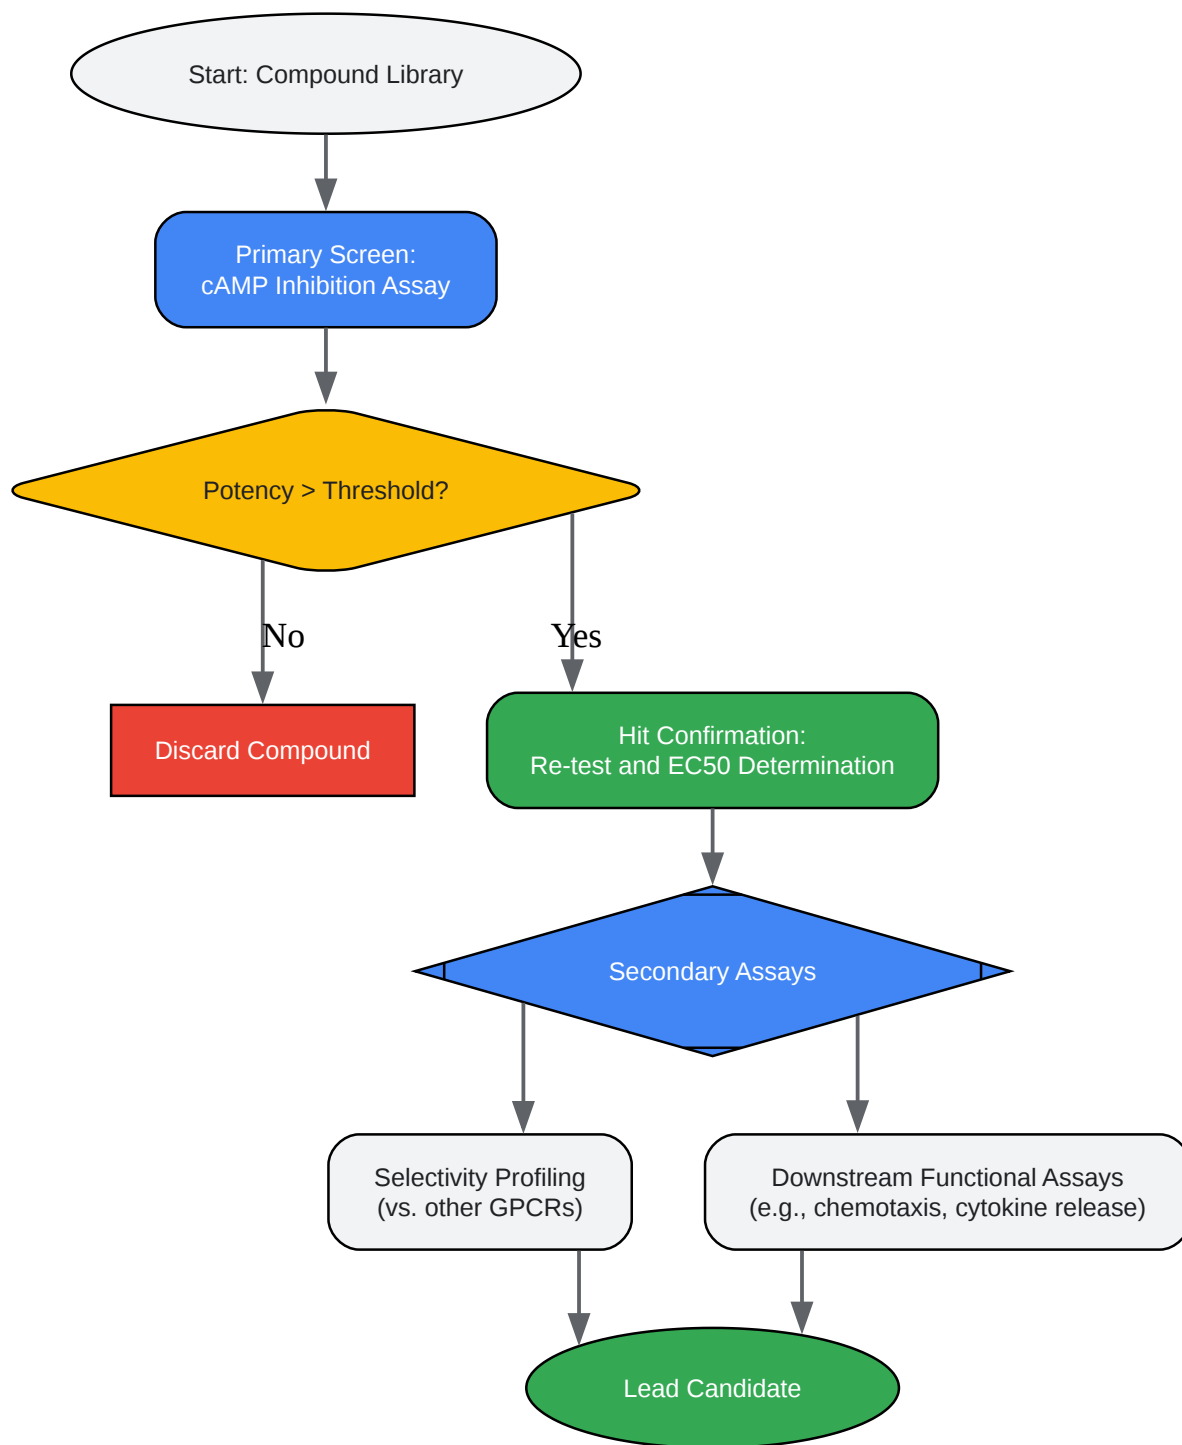 Start: Compound Library
Primary Screen:
cAMP Inhibition Assay
Potency > Threshold?
No
Yes
Discard Compound
Hit Confirmation:
Re-test and EC50 Determination
Secondary Assays
Selectivity Profiling
(vs. other GPCRs)
Downstream Functional Assays
(e.g., chemotaxis, cytokine release)
Lead Candidate